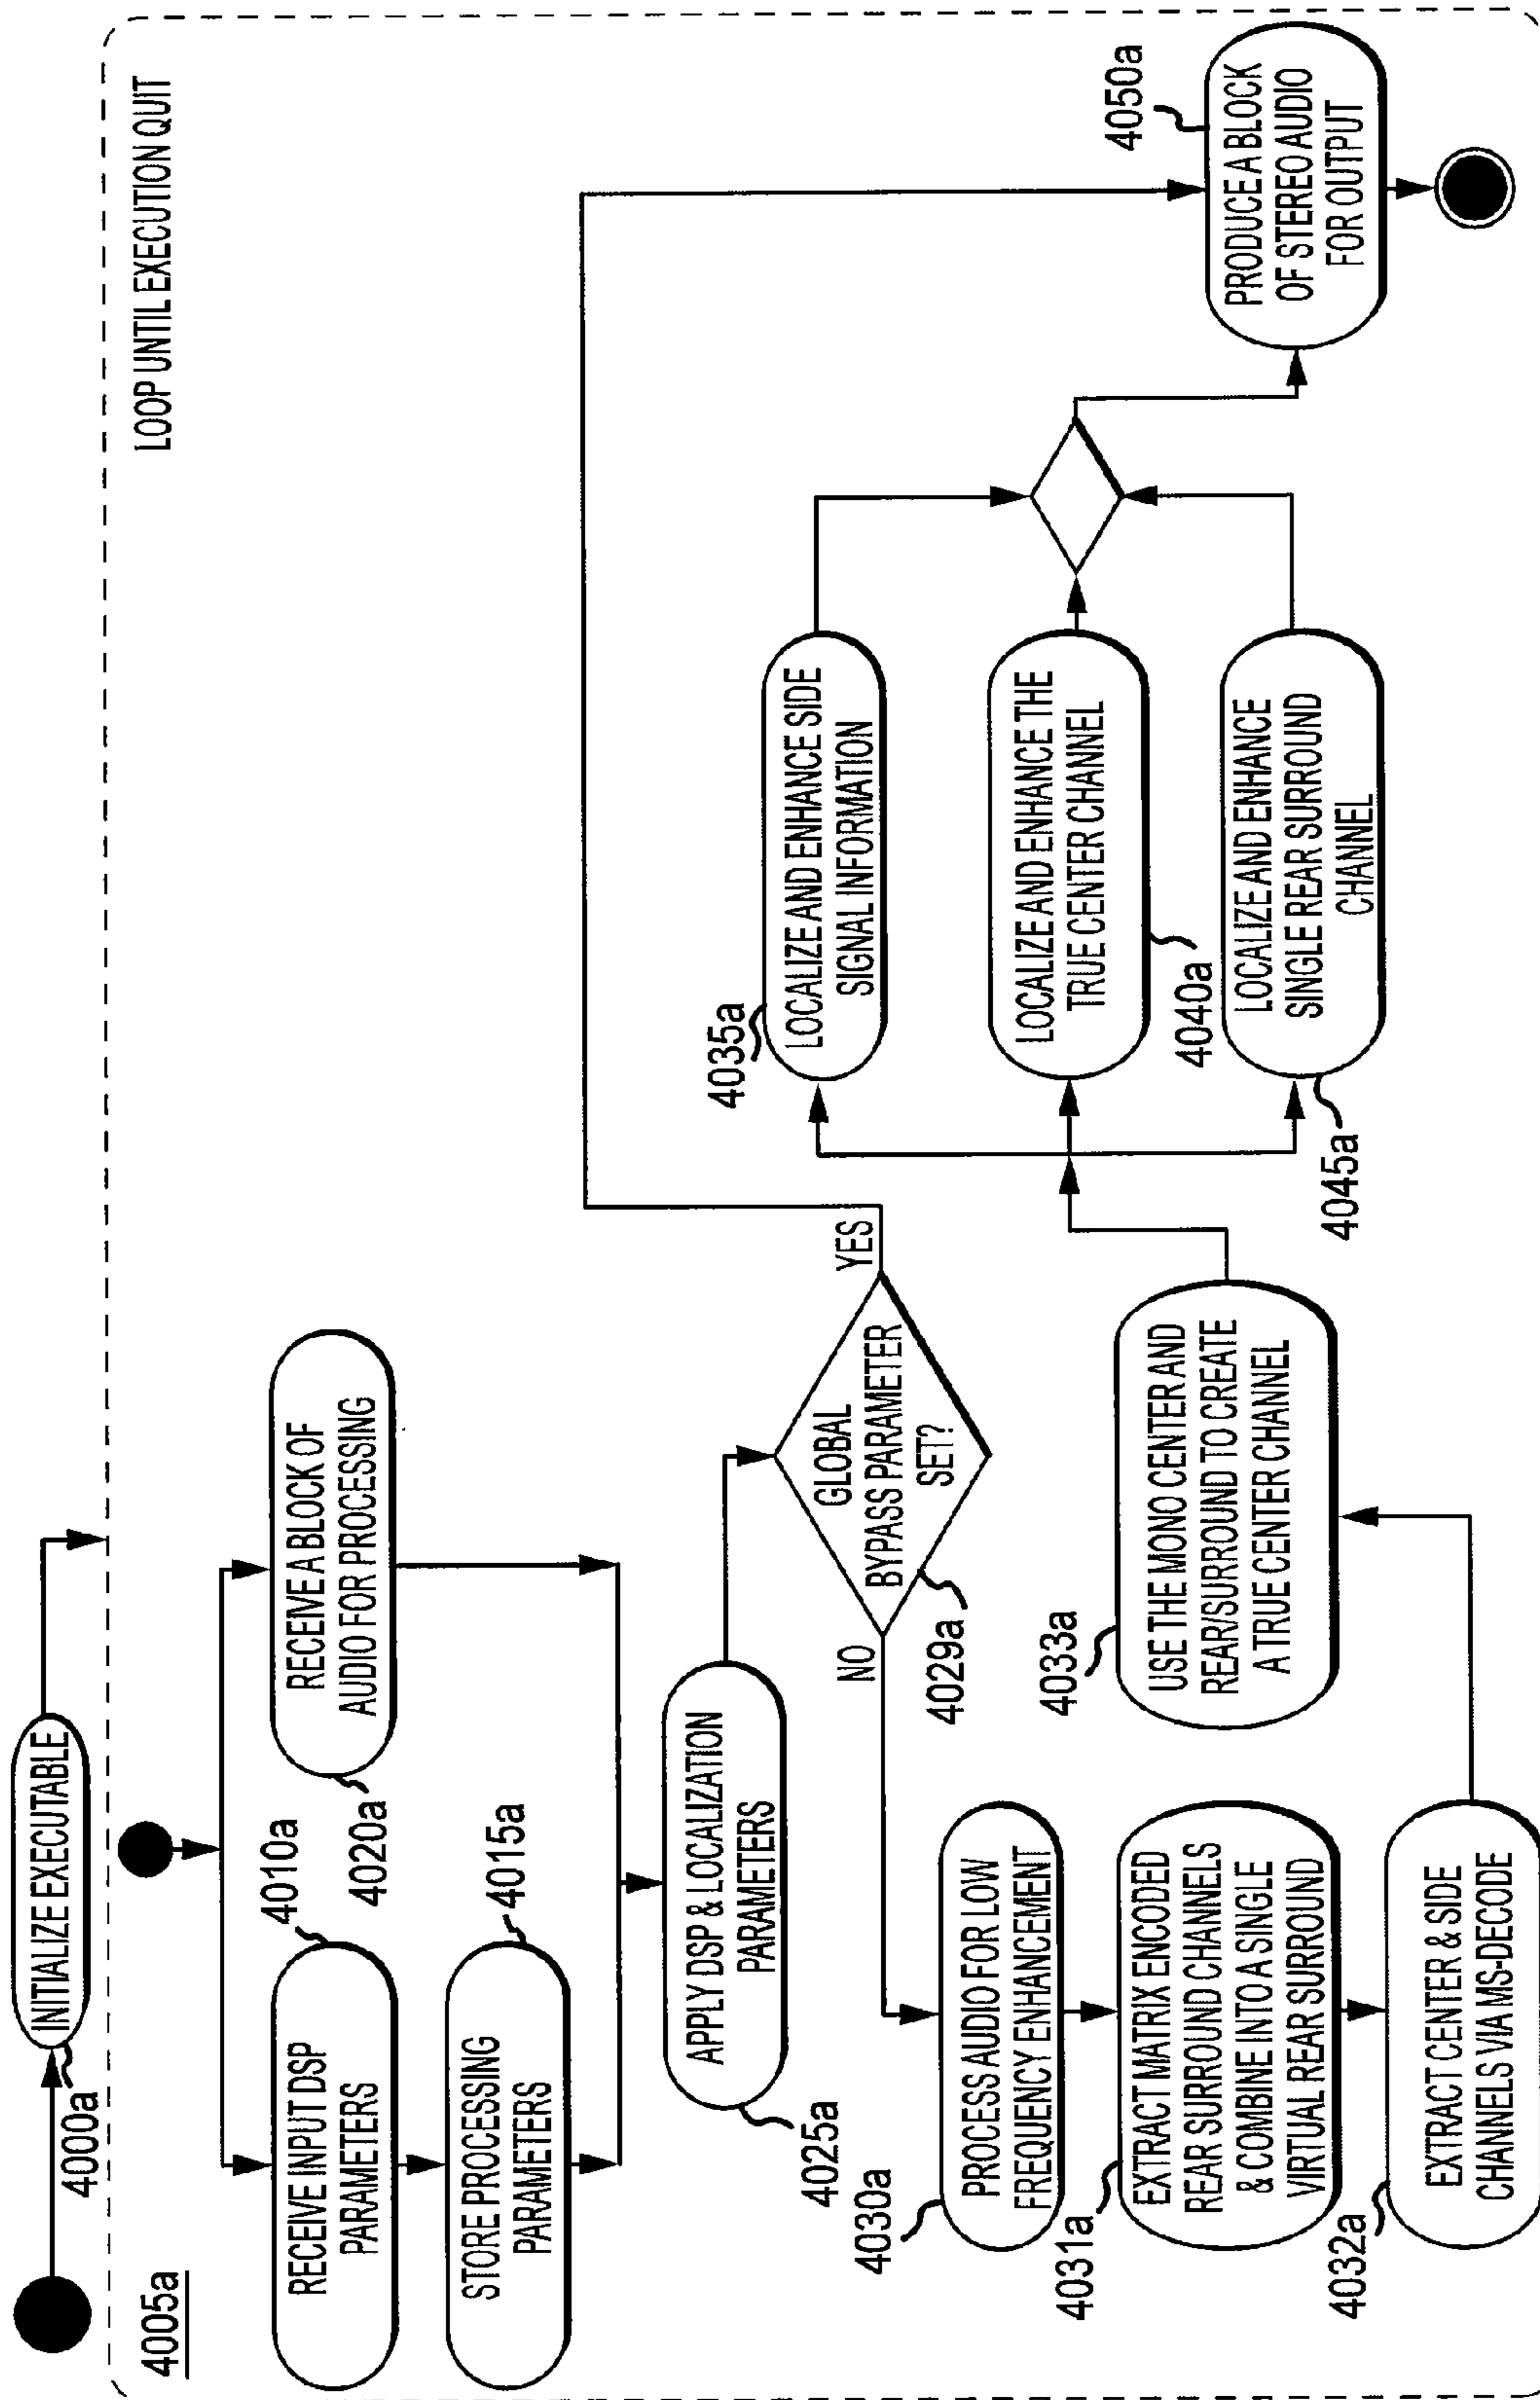 INITIALIZE EXECUTABLE
4000a
4005a
LOOP UNTIL EXECUTION QUIT
RECEIVE INPUT DSP
PARAMETERS
4010a
RECEIVE A BLOCK OF
AUDIO FOR PROCESSING
4020a
STORE PROCESSING
PARAMETERS
4015a
APPLY DSP & LOCALIZATION
PARAMETERS
4025a
GLOBAL
BYPASS PARAMETER
SET?
YES
NO
4029a
PROCESS AUDIO FOR LOW
FREQUENCY ENHANCEMENT
4030a
EXTRACT MATRIX ENCODED
REAR SURROUND CHANNELS
& COMBINE INTO A SINGLE
VIRTUAL REAR SURROUND
4031a
EXTRACT CENTER & SIDE
CHANNELS VIA MS-DECODE
4032a
4033a
USE THE MONO CENTER AND
REAR/SURROUND TO CREATE
A TRUE CENTER CHANNEL
4035a
LOCALIZE AND ENHANCE SIDE
SIGNAL INFORMATION
LOCALIZE AND ENHANCE THE
TRUE CENTER CHANNEL
4040a
LOCALIZE AND ENHANCE
SINGLE REAR SURROUND
CHANNEL
4045a
4050a
PRODUCE A BLOCK
OF STEREO AUDIO
FOR OUTPUT